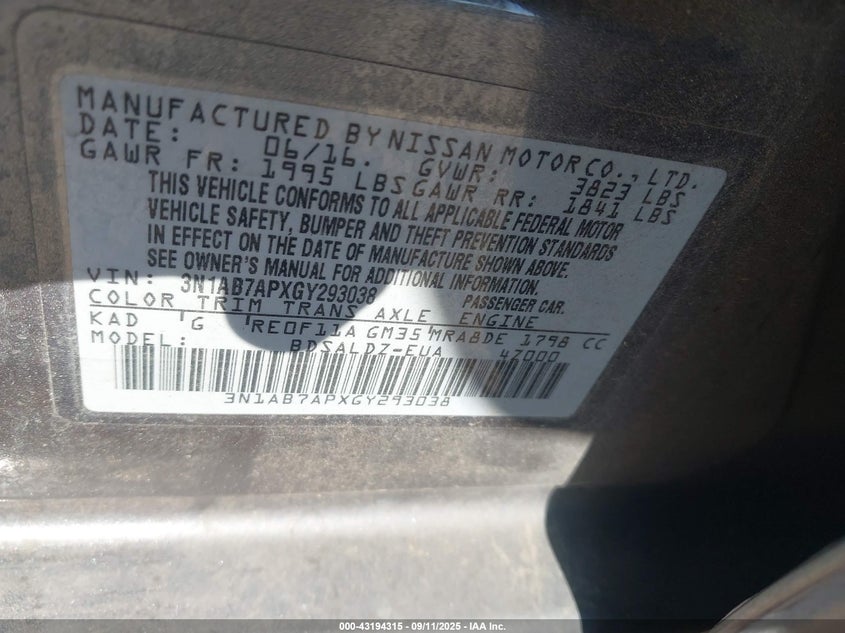 MANUFACTURED BY NISSAN MOTOR CO., LTD.
DATE: 06/16. GVWR: 3823 LBS
GAWR FR: 1995 LBS GAWR RR: 1841 LBS
THIS VEHICLE CONFORMS TO ALL APPLICABLE FEDERAL MOTOR
VEHICLE SAFETY, BUMPER AND THEFT PREVENTION STANDARDS
IN EFFECT ON THE DATE OF MANUFACTURE SHOWN ABOVE.
SEE OWNER'S MANUAL FOR ADDITIONAL INFORMATION.
VIN: 3N1AB7APXGY293038 PASSENGER CAR.
COLOR TRIM TRANS AXLE ENGINE
KAD G RE0F11A GM35 MRA8DE 1798 CC
MODEL: BDSALDZ-EUA 47000
3N1AB7APXGY293038
000-43194315 - 09/11/2025 - IAA Inc.